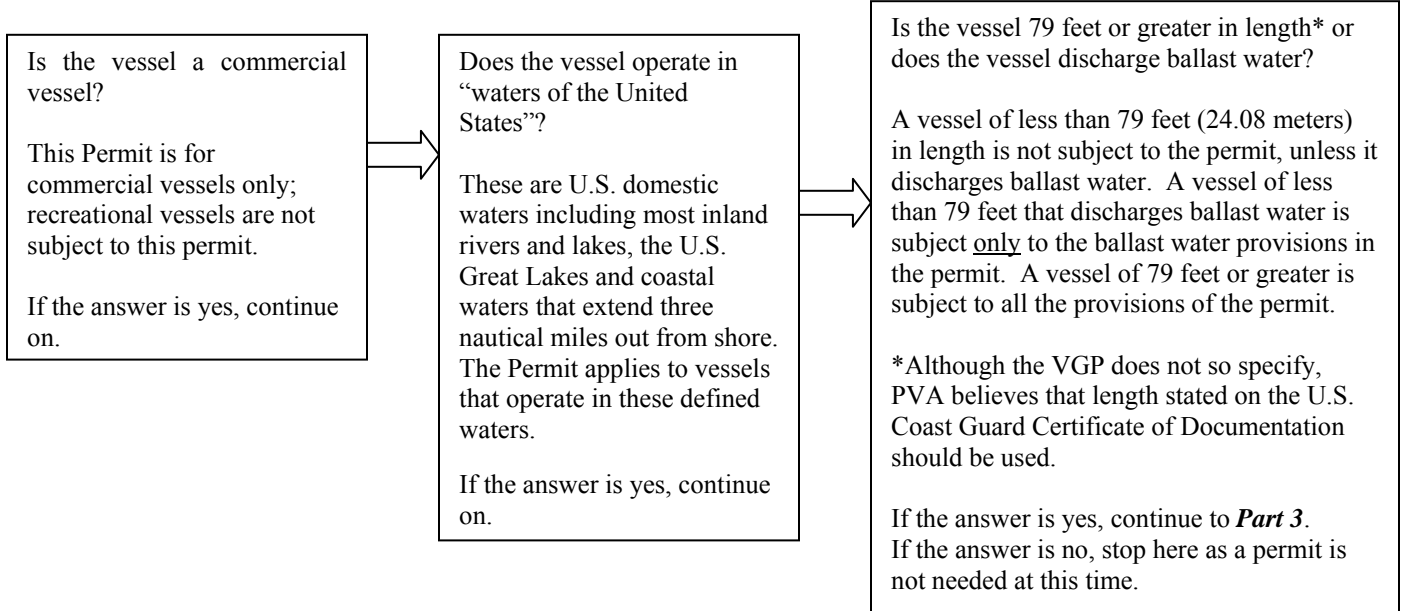 Is the vessel a commercial
vessel?
This Permit is for
commercial vessels only;
recreational vessels are not
subject to this permit.
If the answer is yes, continue
on.
Does the vessel operate in
“waters of the United
States”?
These are U.S. domestic
waters including most inland
rivers and lakes, the U.S.
Great Lakes and coastal
waters that extend three
nautical miles out from shore.
The Permit applies to vessels
that operate in these defined
waters.
If the answer is yes, continue
on.
Is the vessel 79 feet or greater in length* or
does the vessel discharge ballast water?
A vessel of less than 79 feet (24.08 meters)
in length is not subject to the permit, unless it
discharges ballast water.  A vessel of less
than 79 feet that discharges ballast water is
subject only to the ballast water provisions in
the permit.  A vessel of 79 feet or greater is
subject to all the provisions of the permit.
*Although the VGP does not so specify,
PVA believes that length stated on the U.S.
Coast Guard Certificate of Documentation
should be used.
If the answer is yes, continue to Part 3.
If the answer is no, stop here as a permit is
not needed at this time.